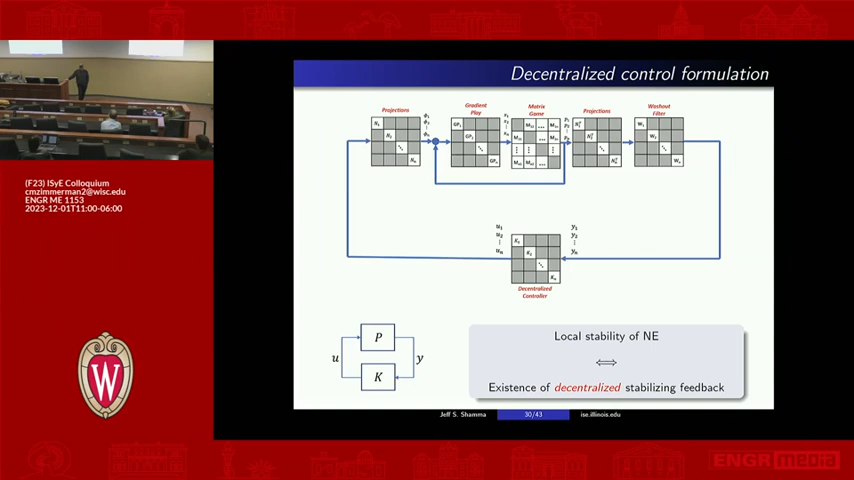 Decentralized control formulation
Projections
Gradient
Play
Matrix
Game
Projections
Washout
Filter
Decentralized
Controller
u
P
K
y
Local stability of NE
⟺
Existence of decentralized stabilizing feedback
Jeff S. Shamma
30/43
ise.illinois.edu
(F23) ISyE Colloquium
cmzimmerman2@wisc.edu
ENGR ME 1153
2023-12-01T11:00-06:00
W
ENGR media